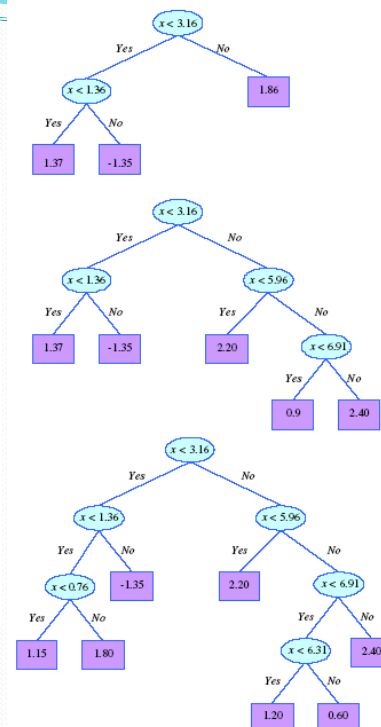 x < 3.16
Yes No
x < 1.36 1.86
Yes No
1.37 -1.35
x < 3.16
Yes No
x < 1.36 x < 5.96
Yes No Yes No
1.37 -1.35 2.20 x < 6.91
Yes No
0.9 2.40
x < 3.16
Yes No
x < 1.36 x < 5.96
Yes No Yes No
x < 0.76 -1.35 2.20 x < 6.91
Yes No Yes No
1.15 1.80 x < 6.31 2.40
Yes No
1.20 0.60